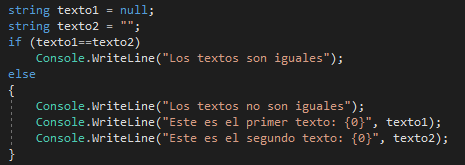 string texto1 = null;
string texto2 = "";
if (texto1==texto2)
    Console.WriteLine("Los textos son iguales");
else
{
    Console.WriteLine("Los textos no son iguales");
    Console.WriteLine("Este es el primer texto: {0}", texto1);
    Console.WriteLine("Este es el segundo texto: {0}", texto2);
}